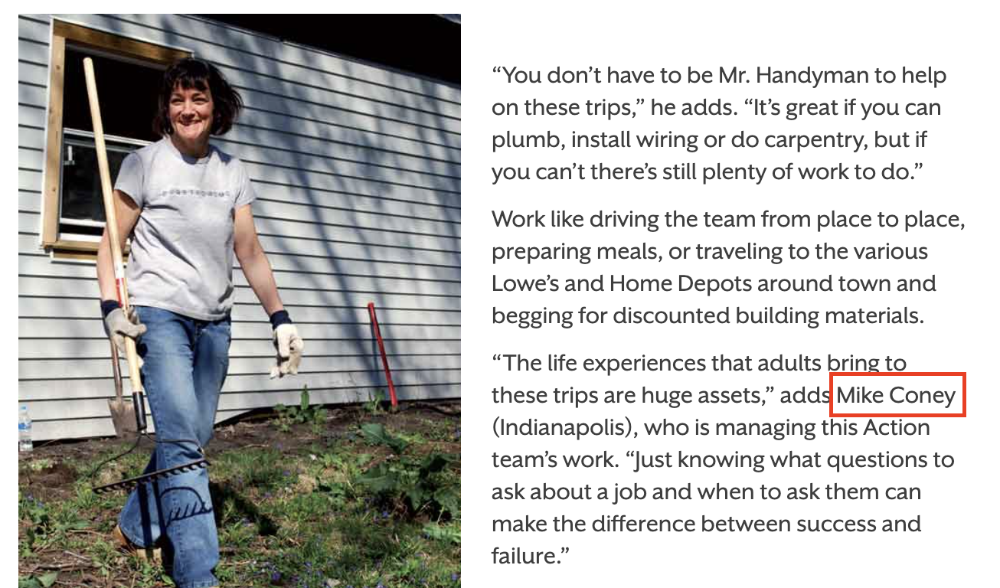 “You don’t have to be Mr. Handyman to help
on these trips,” he adds. “It’s great if you can
plumb, install wiring or do carpentry, but if
you can’t there’s still plenty of work to do.”
Work like driving the team from place to place,
preparing meals, or traveling to the various
Lowe’s and Home Depots around town and
begging for discounted building materials.
“The life experiences that adults bring to
these trips are huge assets,” adds Mike Coney
(Indianapolis), who is managing this Action
team’s work. “Just knowing what questions to
ask about a job and when to ask them can
make the difference between success and
failure.”